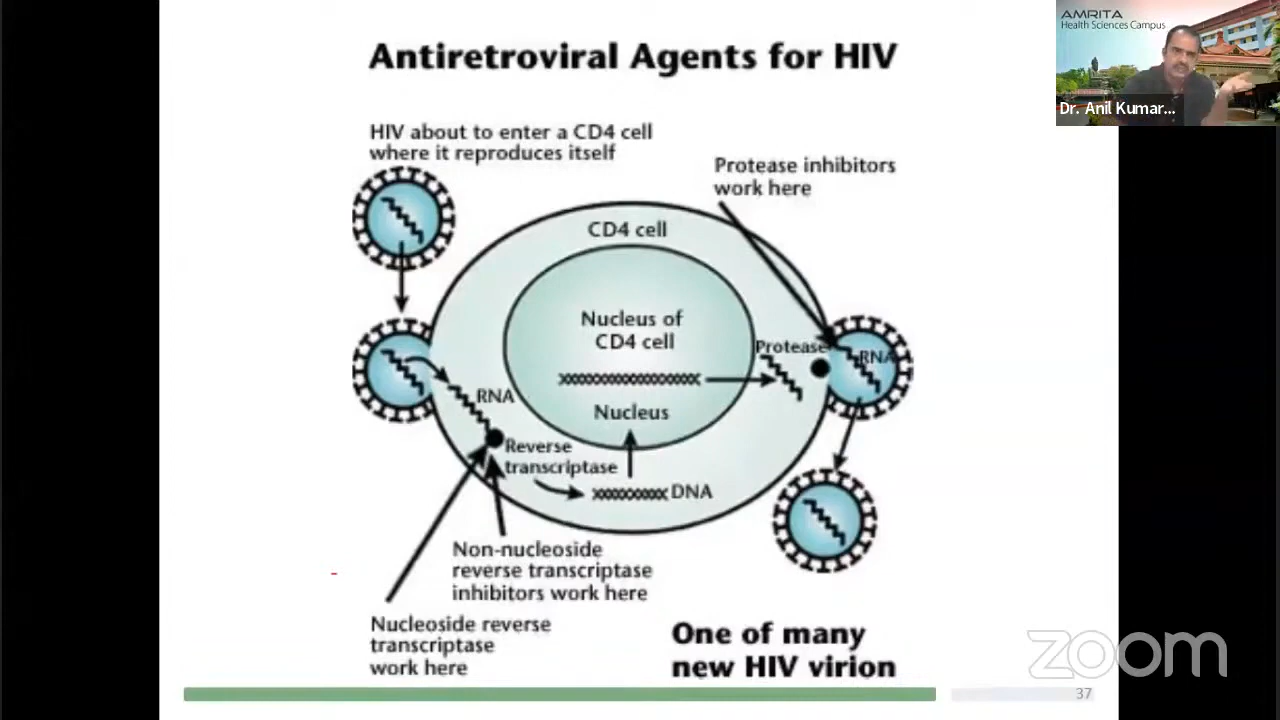 Antiretroviral Agents for HIV
AMRITA
Health Sciences Campus
Dr. Anil Kumar...
HIV about to enter a CD4 cell
where it reproduces itself
Protease inhibitors
work here
CD4 cell
Nucleus of
CD4 cell
Protease
RNA
RNA
Nucleus
Reverse
transcriptase
DNA
Non-nucleoside
reverse transcriptase
inhibitors work here
Nucleoside reverse
transcriptase
work here
One of many
new HIV virion
zoom
37